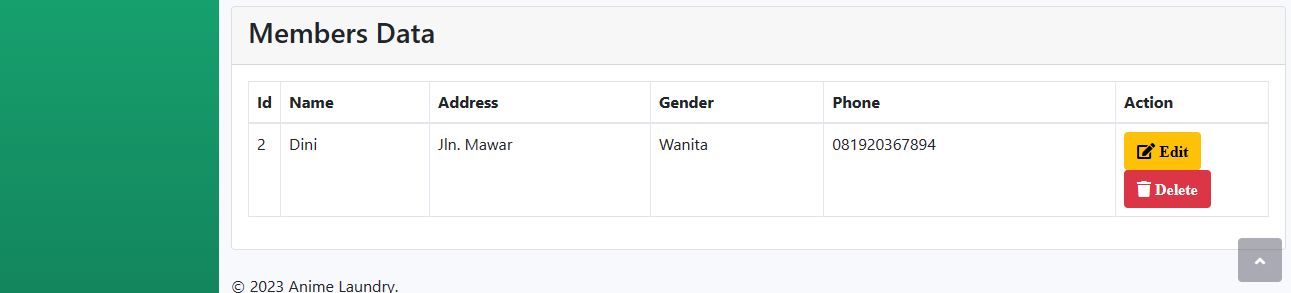 Members Data
Id Name Address Gender Phone Action
2 Dini Jln. Mawar Wanita 081920367894 Edit
Delete
© 2023 Anime Laundry.